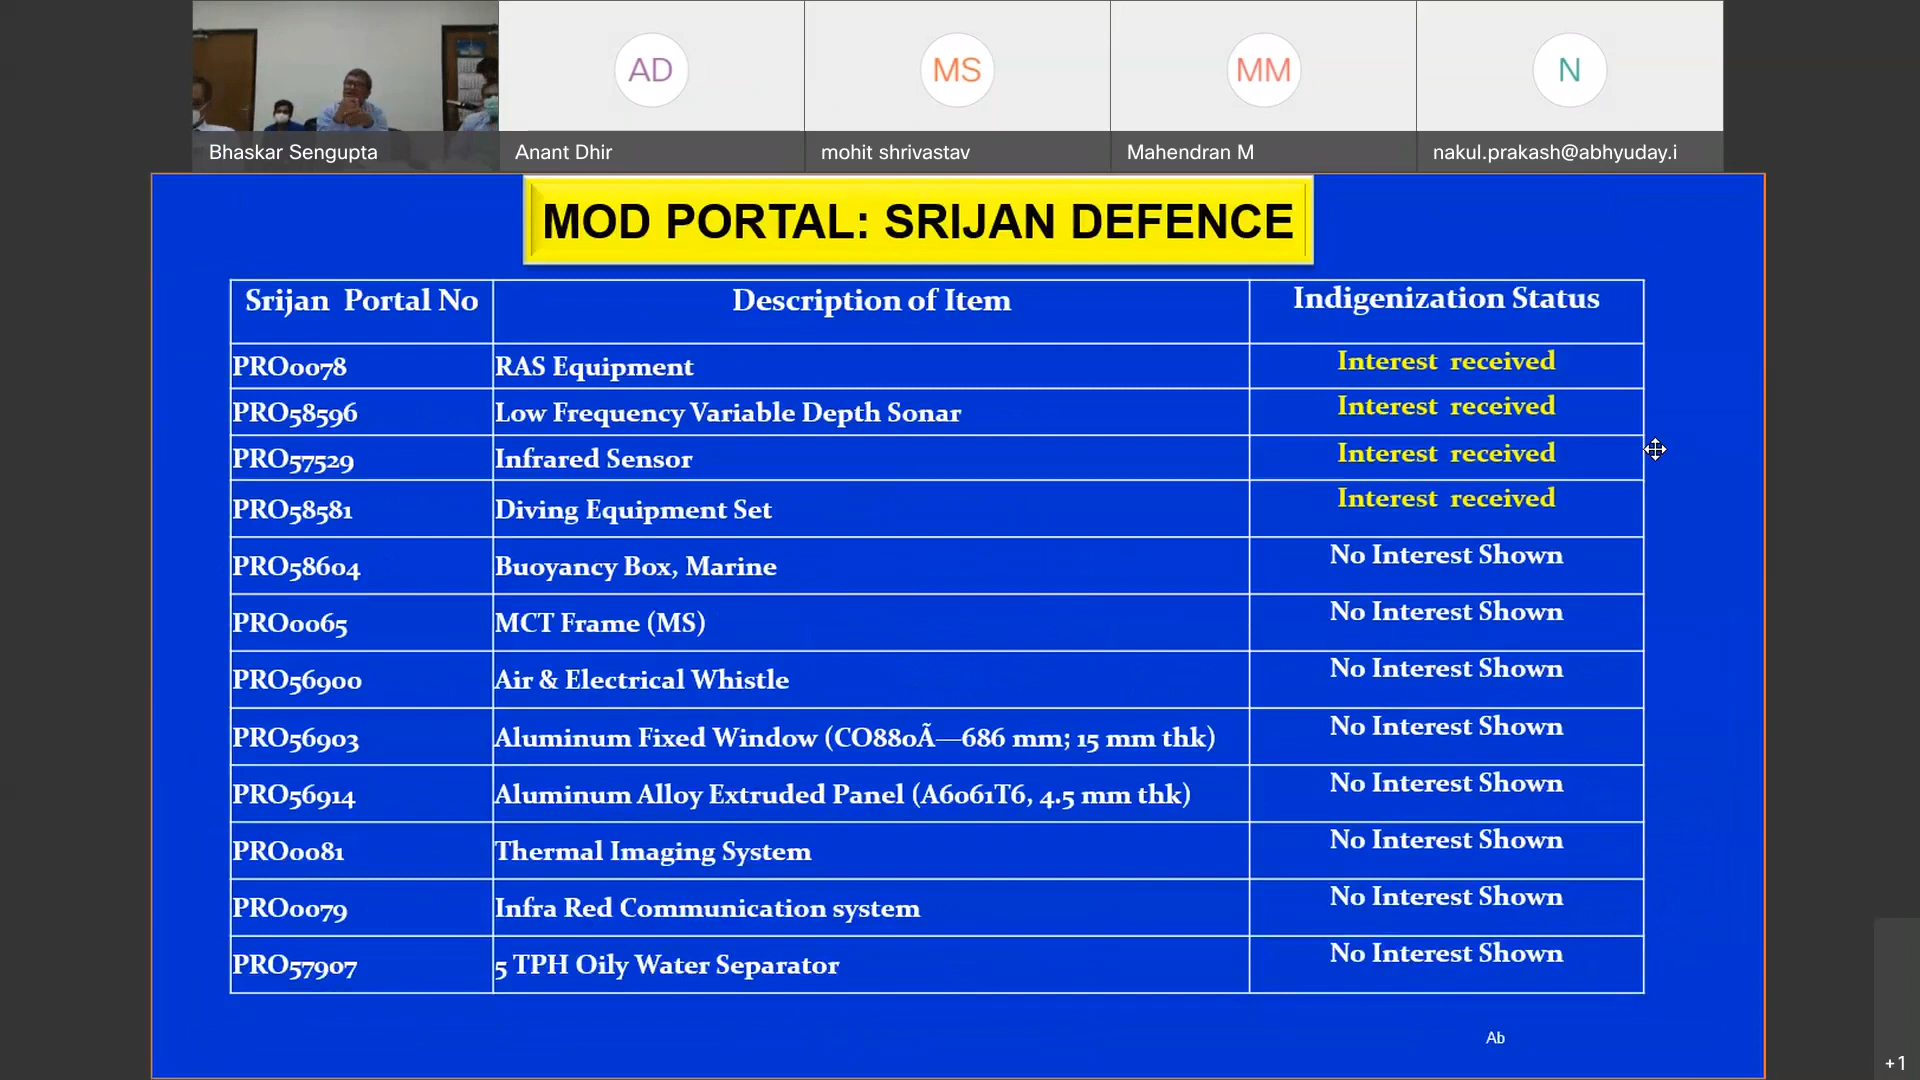 AD
MS
MM
N
Bhaskar Sengupta
Anant Dhir
mohit shrivastav
Mahendran M
nakul.prakash@abhyuday.i
MOD PORTAL: SRIJAN DEFENCE
Srijan Portal No Description of Item Indigenization Status
PRO0078 RAS Equipment Interest received
PRO58596 Low Frequency Variable Depth Sonar Interest received
PRO57529 Infrared Sensor Interest received
PRO58581 Diving Equipment Set Interest received
PRO58604 Buoyancy Box, Marine No Interest Shown
PRO0065 MCT Frame (MS) No Interest Shown
PRO56900 Air & Electrical Whistle No Interest Shown
PRO56903 Aluminum Fixed Window (CO880Ã—686 mm; 15 mm thk) No Interest Shown
PRO56914 Aluminum Alloy Extruded Panel (A6061T6, 4.5 mm thk) No Interest Shown
PRO0081 Thermal Imaging System No Interest Shown
PRO0079 Infra Red Communication system No Interest Shown
PRO57907 5 TPH Oily Water Separator No Interest Shown
Ab
+1